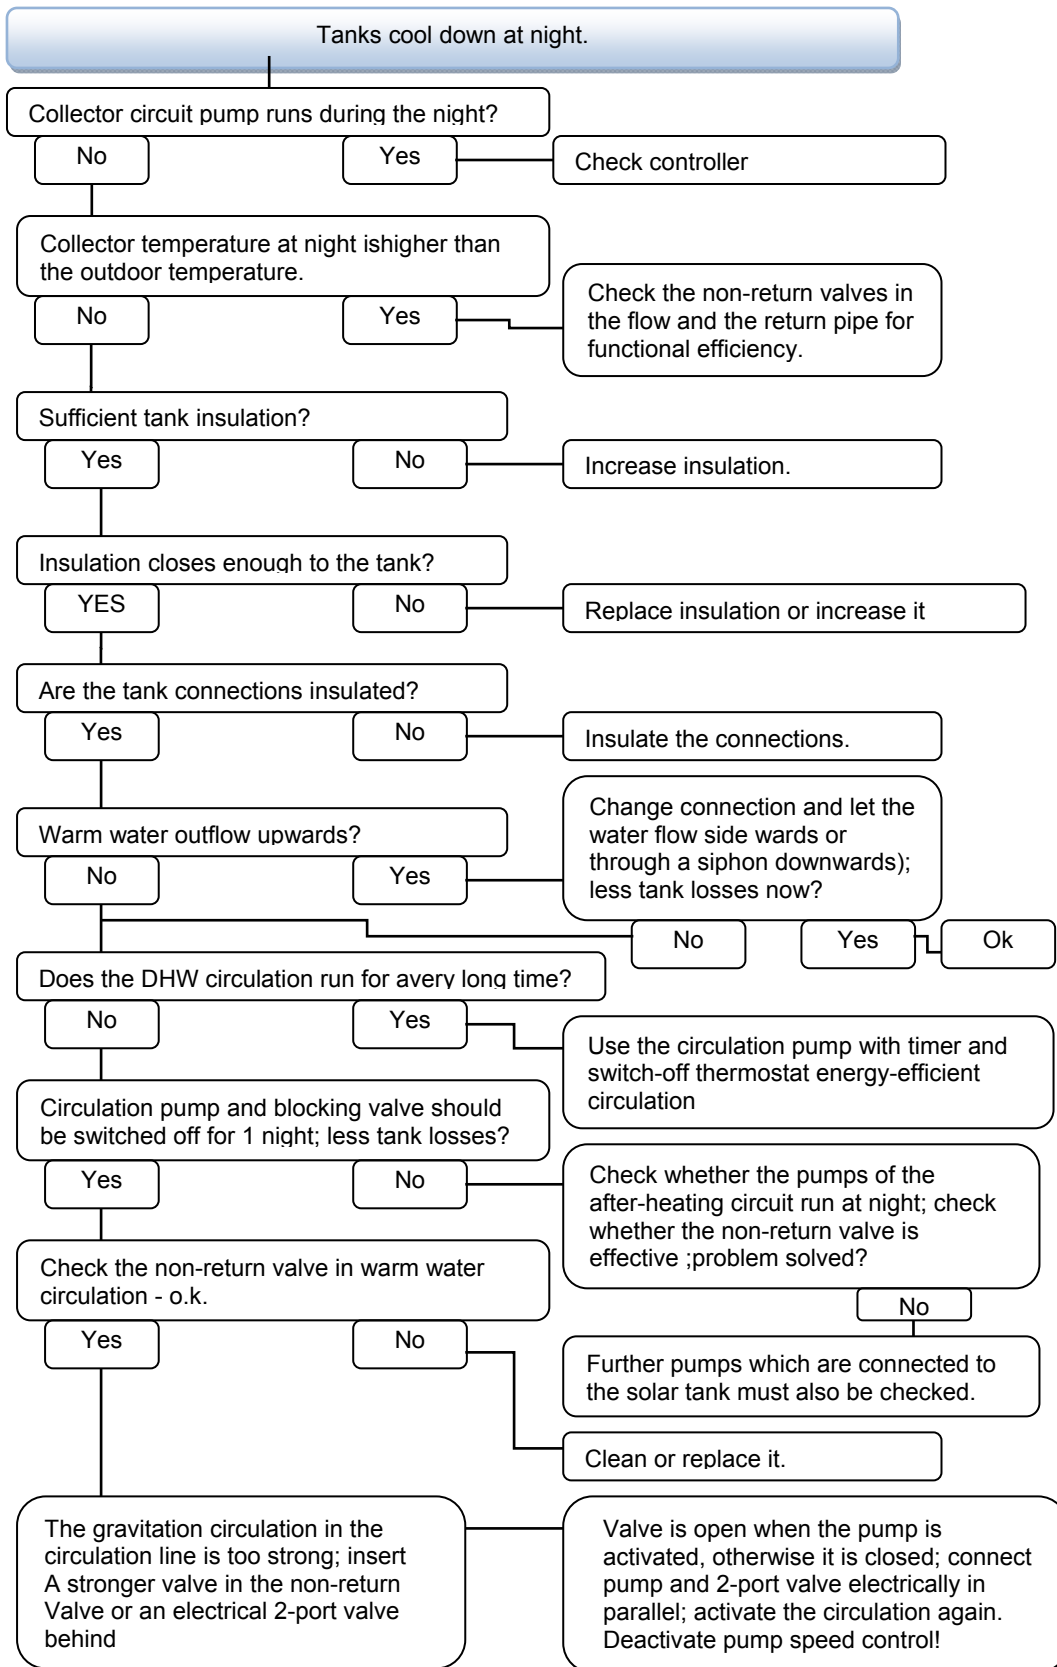 Tanks cool down at night.
Collector circuit pump runs during the night?
No
Yes
Check controller
Collector temperature at night ishigher than
the outdoor temperature.
No
Yes
Check the non-return valves in
the flow and the return pipe for
functional efficiency.
Sufficient tank insulation?
Yes
No
Increase insulation.
Insulation closes enough to the tank?
YES
No
Replace insulation or increase it
Are the tank connections insulated?
Yes
No
Insulate the connections.
Warm water outflow upwards?
No
Yes
Change connection and let the
water flow side wards or
through a siphon downwards);
less tank losses now?
No
Yes
Ok
Does the DHW circulation run for avery long time?
No
Yes
Use the circulation pump with timer and
switch-off thermostat energy-efficient
circulation
Circulation pump and blocking valve should
be switched off for 1 night; less tank losses?
Yes
No
Check whether the pumps of the
after-heating circuit run at night; check
whether the non-return valve is
effective ;problem solved?
No
Further pumps which are connected to
the solar tank must also be checked.
Check the non-return valve in warm water
circulation - o.k.
Yes
No
Clean or replace it.
The gravitation circulation in the
circulation line is too strong; insert
A stronger valve in the non-return
Valve or an electrical 2-port valve
behind
Valve is open when the pump is
activated, otherwise it is closed; connect
pump and 2-port valve electrically in
parallel; activate the circulation again.
Deactivate pump speed control!